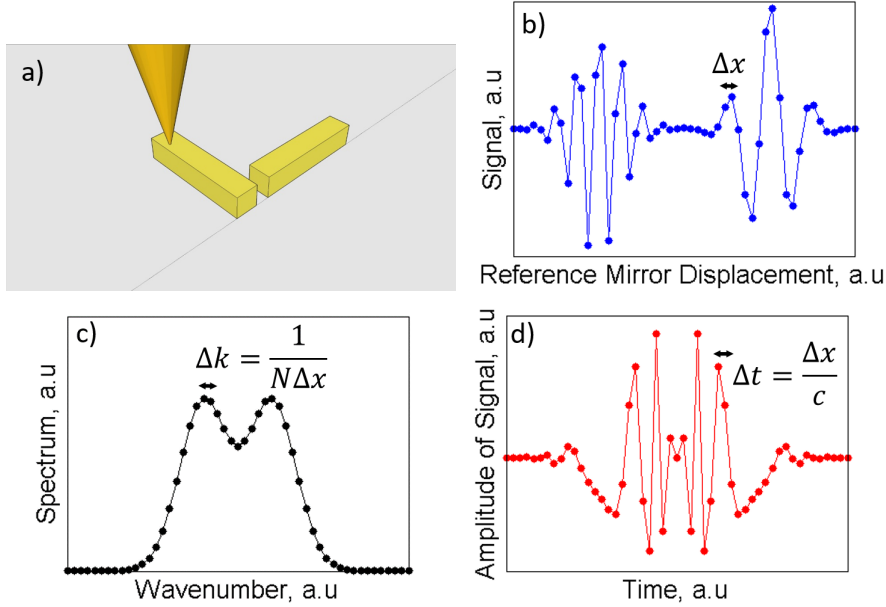 a)
b)
Δx
Signal, a.u
Reference Mirror Displacement, a.u
c)
Δk = 1/NΔx
Spectrum, a.u
Wavenumber, a.u
d)
Δt = Δx/c
Amplitude of Signal, a.u
Time, a.u